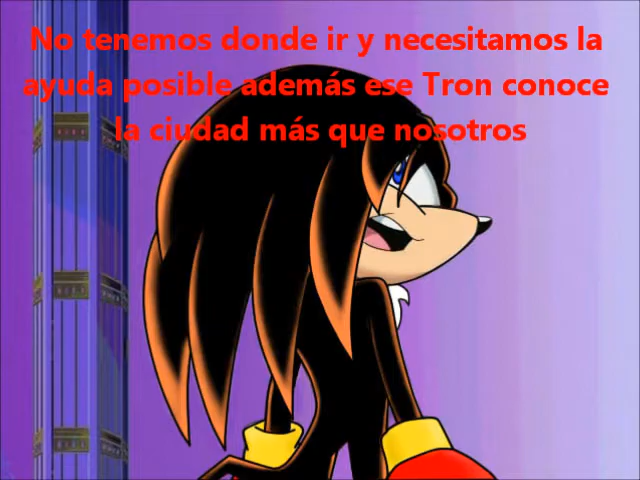 No tenemos donde ir y necesitamos la
ayuda posible además ese Tron conoce
la ciudad más que nosotros